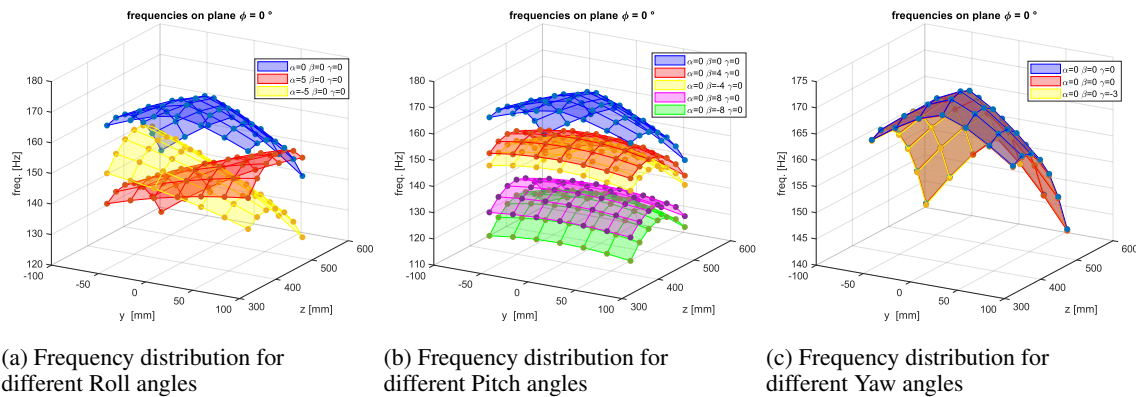 frequencies on plane ϕ = 0 °
α=0 β=0 γ=0
α=5 β=0 γ=0
α=-5 β=0 γ=0
180
170
160
150
140
130
120
freq. [Hz]
-100
-50
0
50
100
y [mm]
300
400
500
600
z [mm]
frequencies on plane ϕ = 0 °
α=0 β=0 γ=0
α=0 β=4 γ=0
α=0 β=-4 γ=0
α=0 β=8 γ=0
α=0 β=-8 γ=0
180
170
160
150
140
130
120
110
freq. [Hz]
-100
-50
0
50
100
y [mm]
300
400
500
600
z [mm]
frequencies on plane ϕ = 0 °
α=0 β=0 γ=0
α=0 β=0 γ=0
α=0 β=0 γ=-3
175
170
165
160
155
150
145
140
freq. [Hz]
-100
-50
0
50
100
y [mm]
300
400
500
600
z [mm]
(a) Frequency distribution for
different Roll angles
(b) Frequency distribution for
different Pitch angles
(c) Frequency distribution for
different Yaw angles